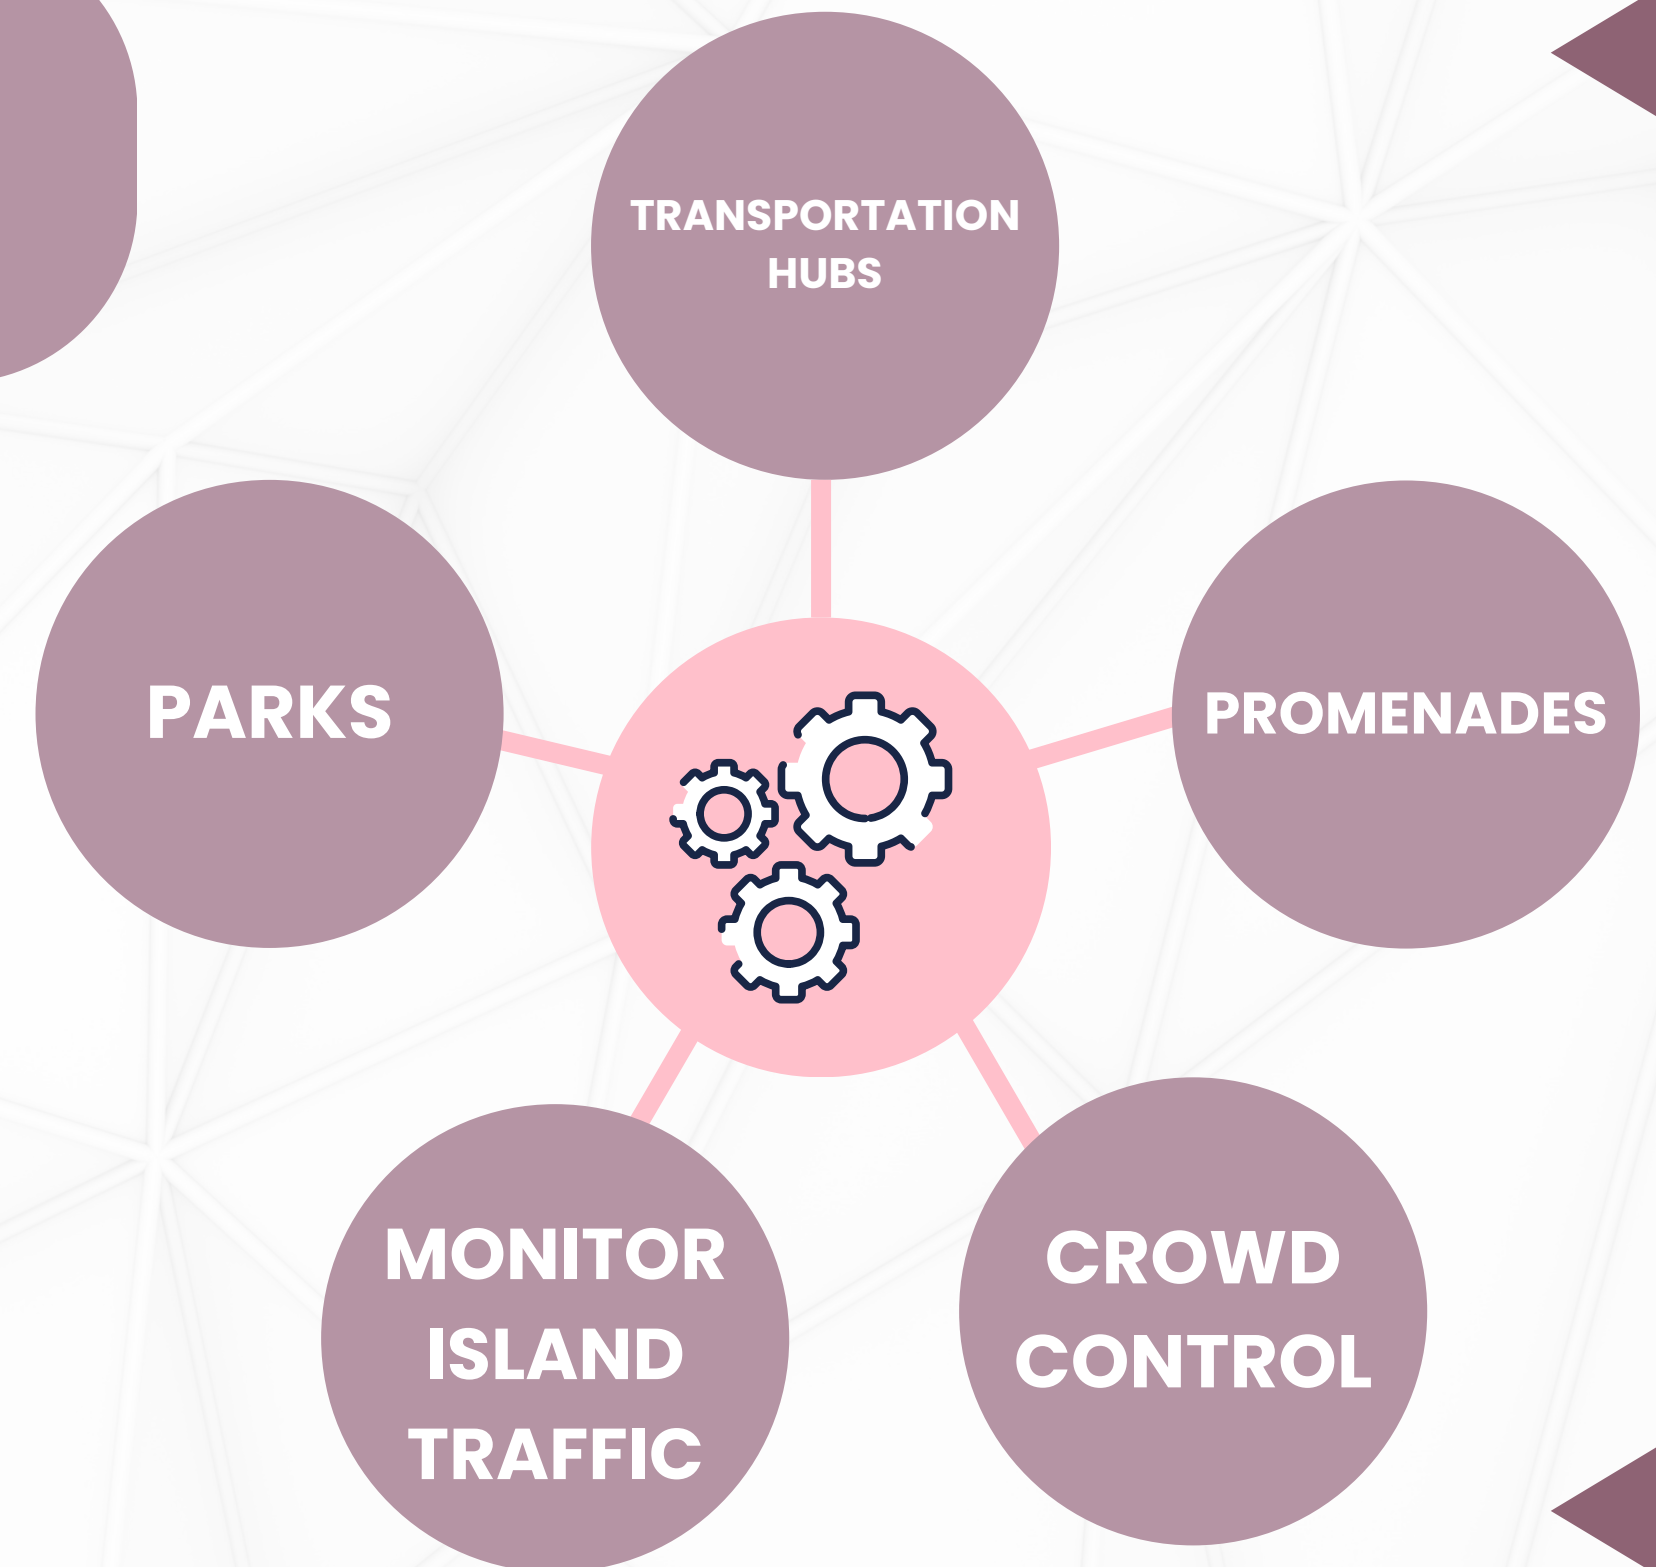 TRANSPORTATION
HUBS
PARKS
PROMENADES
MONITOR
ISLAND
TRAFFIC
CROWD
CONTROL